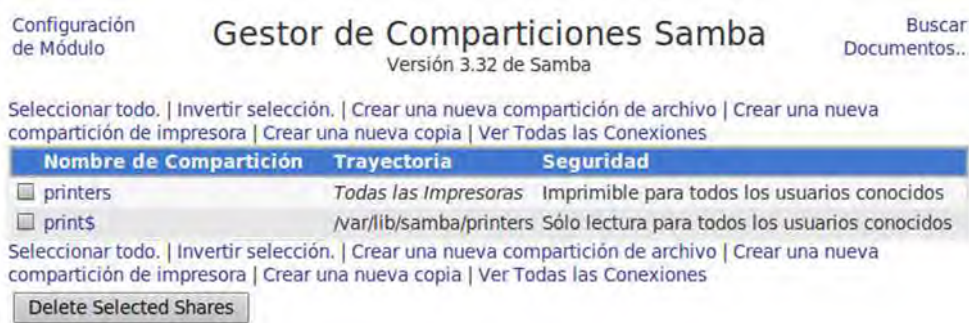 Configuración
de Módulo
Gestor de Comparticiones Samba
Versión 3.32 de Samba
Buscar
Documentos..
Seleccionar todo. | Invertir selección. | Crear una nueva compartición de archivo | Crear una nueva
compartición de impresora | Crear una nueva copia | Ver Todas las Conexiones
Nombre de Compartición Trayectoria Seguridad
printers Todas las Impresoras Imprimible para todos los usuarios conocidos
print$ /var/lib/samba/printers Sólo lectura para todos los usuarios conocidos
Seleccionar todo. | Invertir selección. | Crear una nueva compartición de archivo | Crear una nueva
compartición de impresora | Crear una nueva copia | Ver Todas las Conexiones
Delete Selected Shares